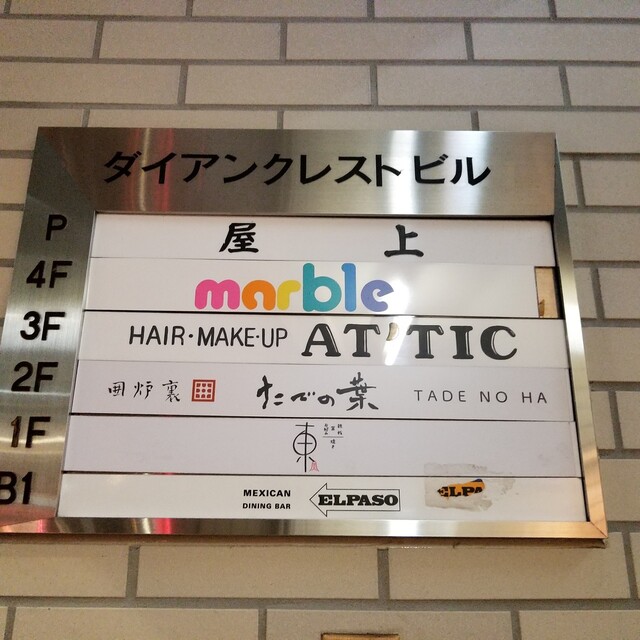 ダイアンクレストビル
P 屋上
4F marble
3F HAIR・MAKE・UP AT'TIC
2F 囲炉裏 たでの葉 TADE NO HA
1F 東
B1 MEXICAN DINING BAR ELPASO ELPA